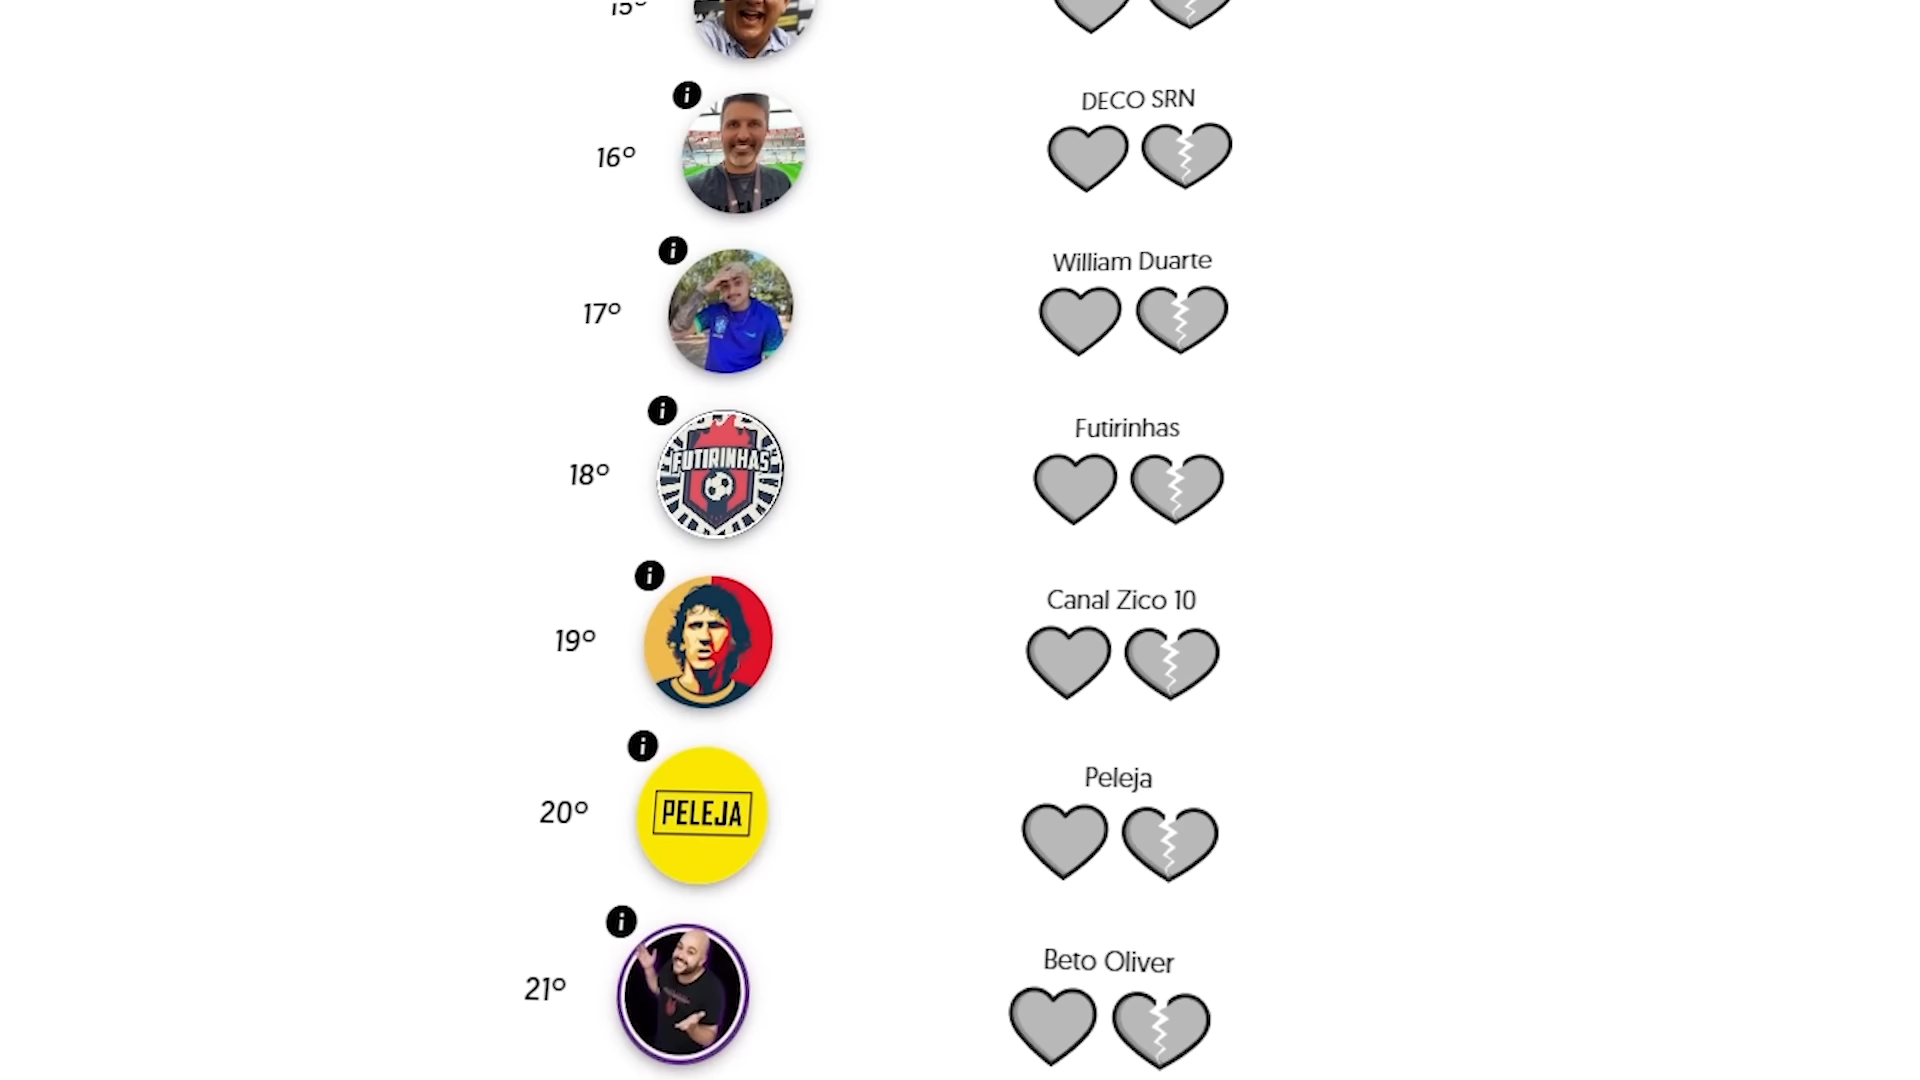 15º
DECO SRN
16º
William Duarte
17º
Futirinhas
18º
FUTIRINHAS
Canal Zico 10
19º
Peleja
20º
PELEJA
Beto Oliver
21º